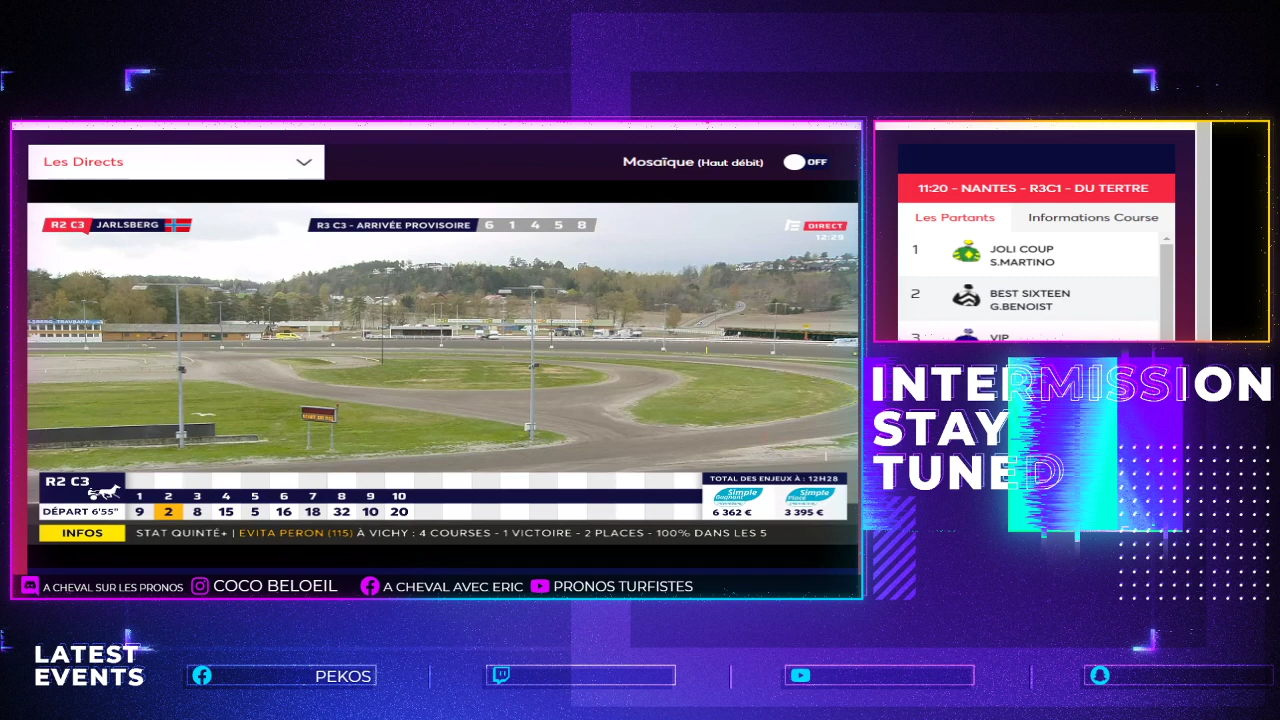 Les Directs
Mosaïque (Haut débit)
OFF
R2 C3 JARLSBERG
R3 C3 - ARRIVÉE PROVISOIRE 6 1 4 5 8
DIRECT
12:29
R2 C3
1 2 3 4 5 6 7 8 9 10
DÉPART 6'55" 9 2 8 15 5 16 18 32 10 20
TOTAL DES ENJEUX À : 12H28
Simple Gagnant
Simple Placé
6 362 €
3 395 €
INFOS
STAT QUINTÉ+ | EVITA PERON (115) À VICHY : 4 COURSES - 1 VICTOIRE - 2 PLACES - 100% DANS LES 5
A CHEVAL SUR LES PRONOS
COCO BELOEIL
A CHEVAL AVEC ERIC
PRONOS TURFISTES
11:20 - NANTES - R3C1 - DU TERTRE
Les Partants
Informations Course
1
JOLI COUP
S.MARTINO
2
BEST SIXTEEN
G.BENOIST
3
VIP
INTERMISSION
STAY
TUNED
LATEST
EVENTS
PEKOS